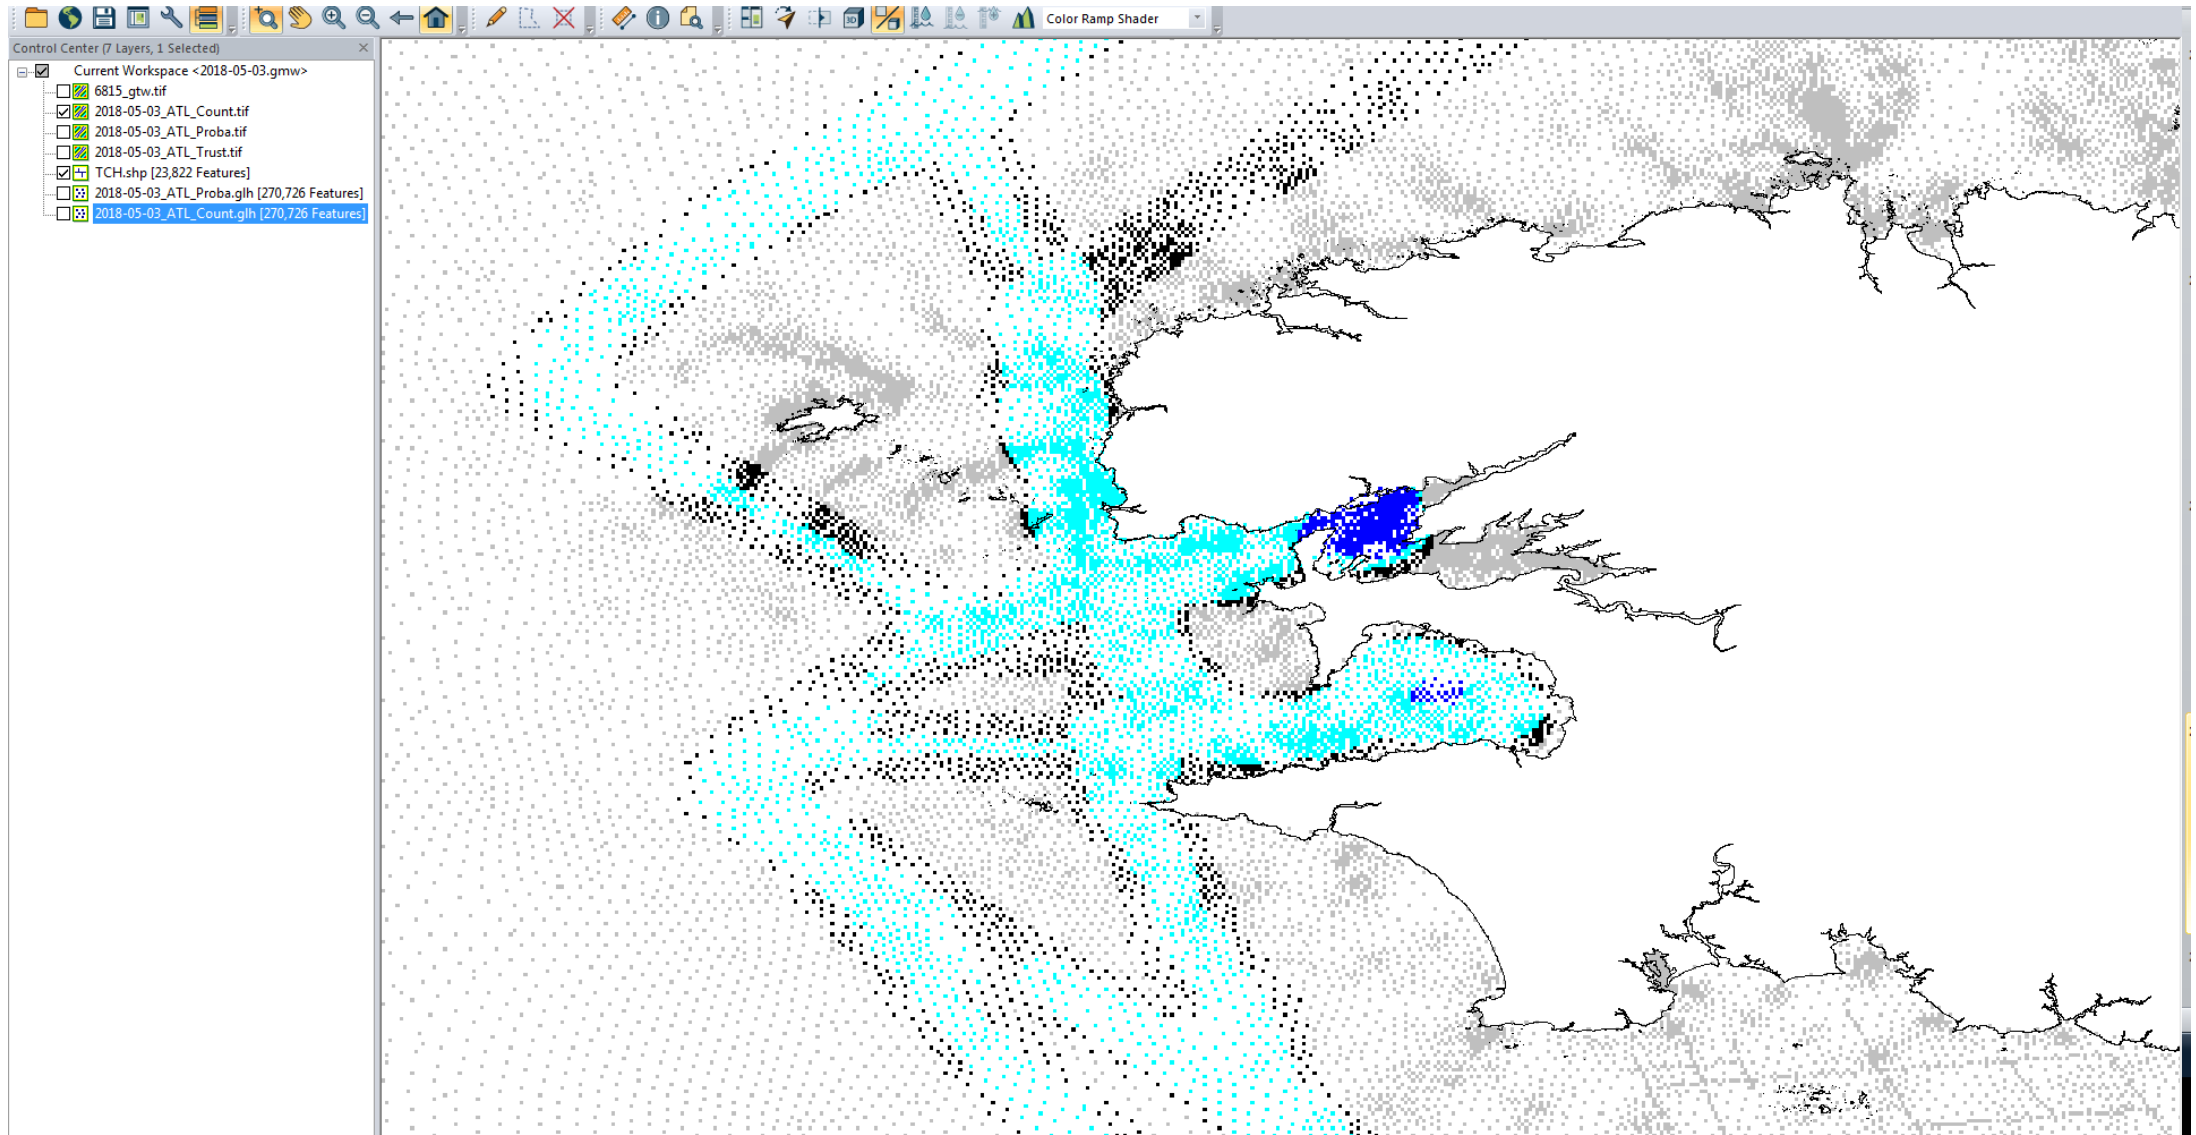 Color Ramp Shader
Control Center (7 Layers, 1 Selected)
Current Workspace <2018-05-03.gmw>
6815_gtw.tif
2018-05-03_ATL_Count.tif
2018-05-03_ATL_Proba.tif
2018-05-03_ATL_Trust.tif
TCH.shp [23,822 Features]
2018-05-03_ATL_Proba.glh [270,726 Features]
2018-05-03_ATL_Count.glh [270,726 Features]